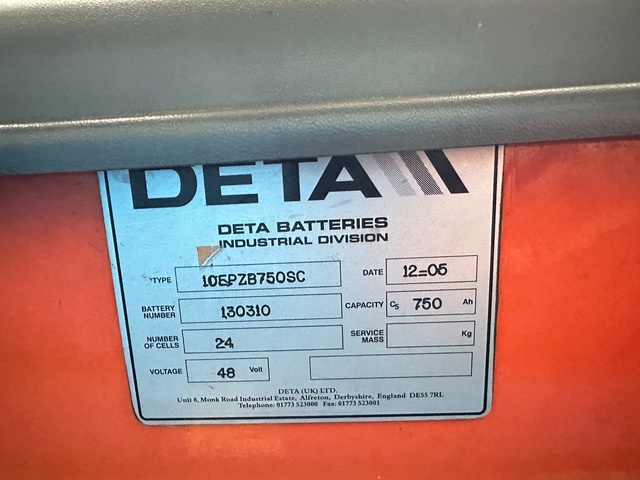 DETA
DETA BATTERIES
INDUSTRIAL DIVISION
TYPE 10EPZB750SC DATE 12-05
BATTERY NUMBER 130310 CAPACITY C5 750 Ah
NUMBER OF CELLS 24 SERVICE MASS Kg
VOLTAGE 48 Volt
DETA (UK) LTD.
Unit 8, Monk Road Industrial Estate, Alfreton, Derbyshire, England DE55 7RL
Telephone: 01773 523000 Fax: 01773 523001